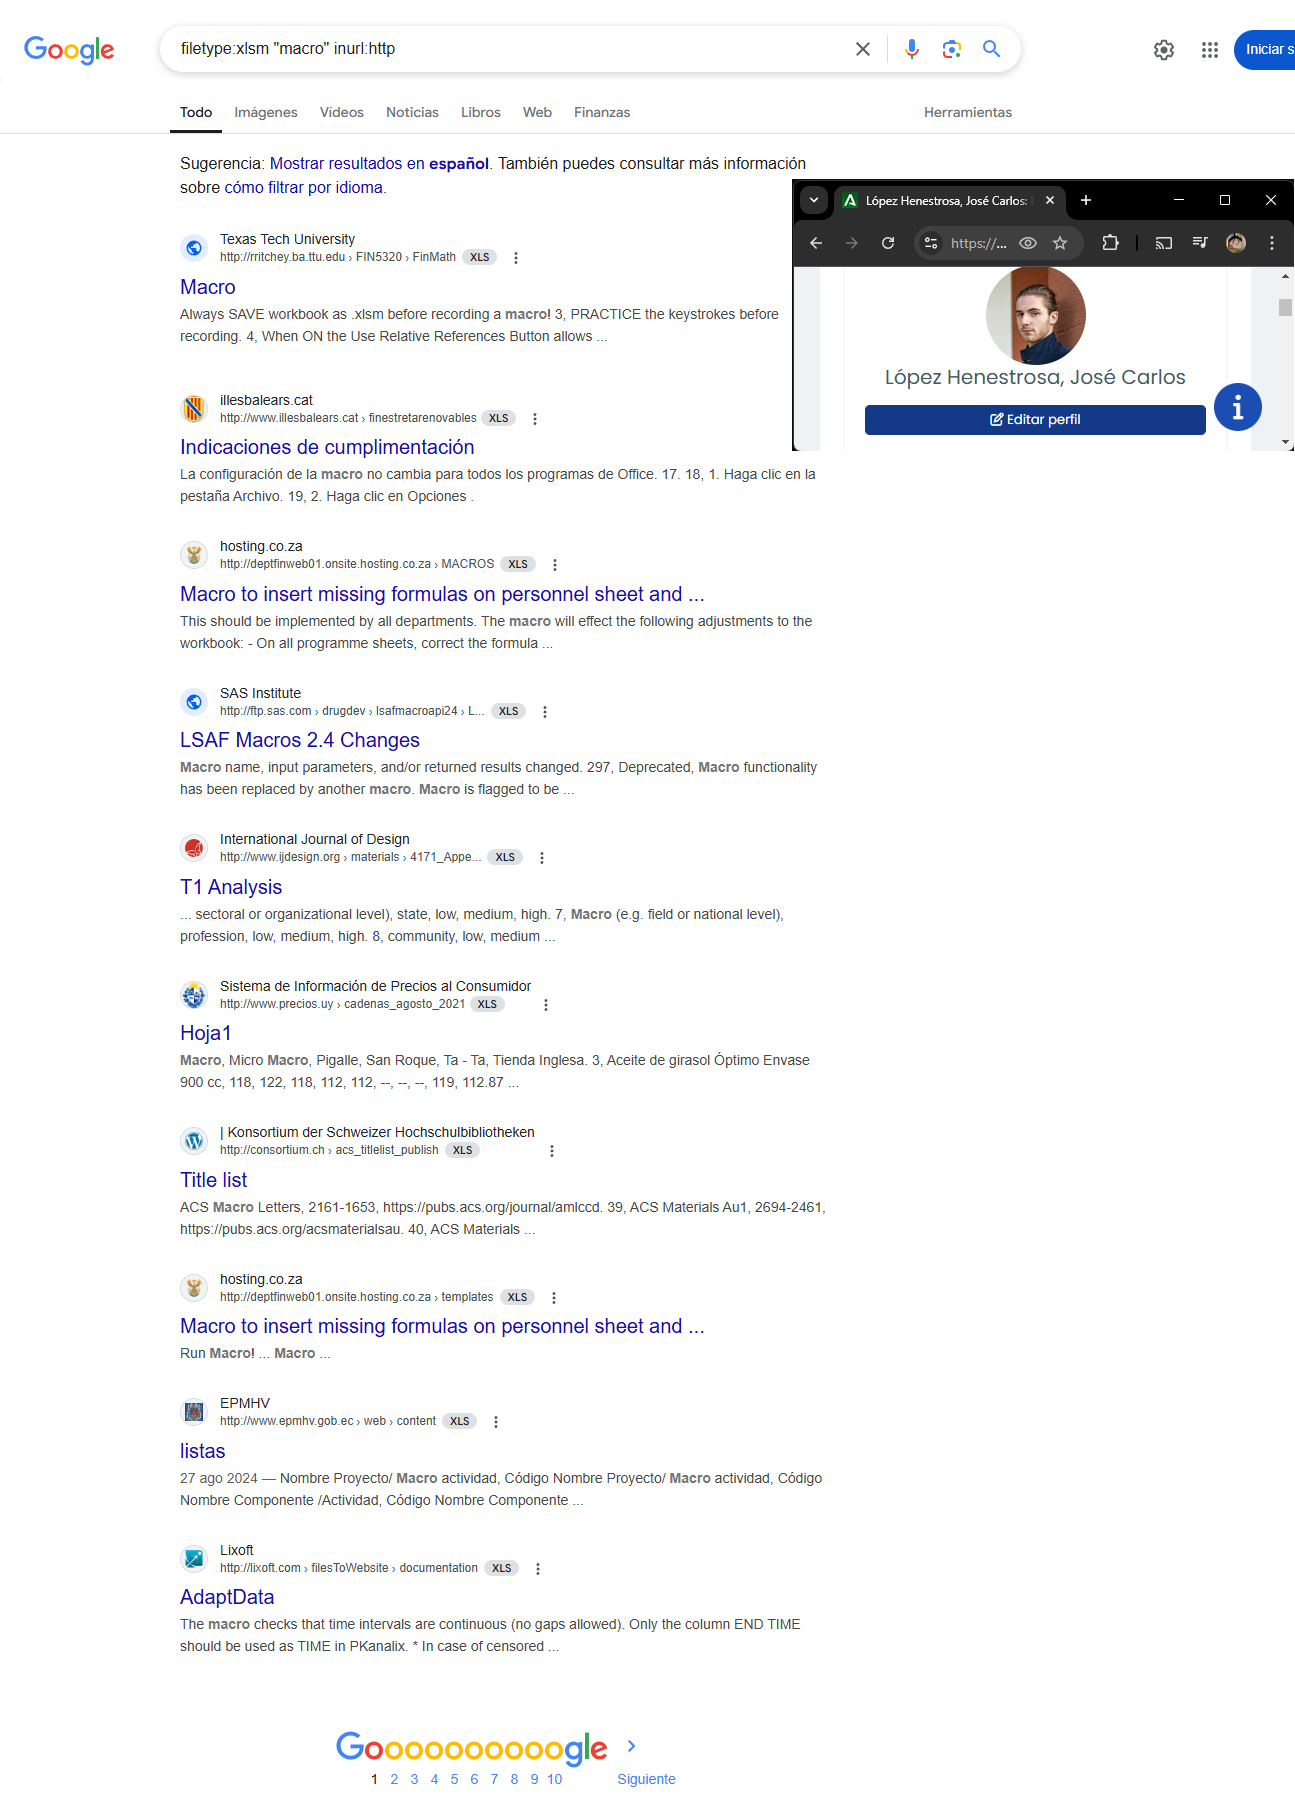 Google
filetype:xlsm "macro" inurl:http
Iniciar s
Todo Imágenes Vídeos Noticias Libros Web Finanzas Herramientas
Sugerencia: Mostrar resultados en español. También puedes consultar más información
sobre cómo filtrar por idioma.
López Henestrosa, José Carlos:
https://...
López Henestrosa, José Carlos
Editar perfil
Texas Tech University
http://rritchey.ba.ttu.edu › FIN5320 › FinMath XLS
Macro
Always SAVE workbook as .xlsm before recording a macro! 3, PRACTICE the keystrokes before
recording. 4, When ON the Use Relative References Button allows ...
illesbalears.cat
http://www.illesbalears.cat › finestretarenovables XLS
Indicaciones de cumplimentación
La configuración de la macro no cambia para todos los programas de Office. 17. 18, 1. Haga clic en la
pestaña Archivo. 19, 2. Haga clic en Opciones .
hosting.co.za
http://deptfinweb01.onsite.hosting.co.za › MACROS XLS
Macro to insert missing formulas on personnel sheet and ...
This should be implemented by all departments. The macro will effect the following adjustments to the
workbook: - On all programme sheets, correct the formula ...
SAS Institute
http://ftp.sas.com › drugdev › lsafmacroapi24 › L... XLS
LSAF Macros 2.4 Changes
Macro name, input parameters, and/or returned results changed. 297, Deprecated, Macro functionality
has been replaced by another macro. Macro is flagged to be ...
International Journal of Design
http://www.ijdesign.org › materials › 4171_Appe... XLS
T1 Analysis
... sectoral or organizational level), state, low, medium, high. 7, Macro (e.g. field or national level),
profession, low, medium, high. 8, community, low, medium ...
Sistema de Información de Precios al Consumidor
http://www.precios.uy › cadenas_agosto_2021 XLS
Hoja1
Macro, Micro Macro, Pigalle, San Roque, Ta - Ta, Tienda Inglesa. 3, Aceite de girasol Óptimo Envase
900 cc, 118, 122, 118, 112, 112, --, --, --, 119, 112.87 ...
| Konsortium der Schweizer Hochschulbibliotheken
http://consortium.ch › acs_titlelist_publish XLS
Title list
ACS Macro Letters, 2161-1653, https://pubs.acs.org/journal/amlccd. 39, ACS Materials Au1, 2694-2461,
https://pubs.acs.org/acsmaterialsau. 40, ACS Materials ...
hosting.co.za
http://deptfinweb01.onsite.hosting.co.za › templates XLS
Macro to insert missing formulas on personnel sheet and ...
Run Macro! ... Macro ...
EPMHV
http://www.epmhv.gob.ec › web › content XLS
listas
27 ago 2024 — Nombre Proyecto/ Macro actividad, Código Nombre Proyecto/ Macro actividad, Código
Nombre Componente /Actividad, Código Nombre Componente ...
Lixoft
http://lixoft.com › filesToWebsite › documentation XLS
AdaptData
The macro checks that time intervals are continuous (no gaps allowed). Only the column END TIME
should be used as TIME in PKanalix. * In case of censored ...
Goooooooooogle
1 2 3 4 5 6 7 8 9 10 Siguiente